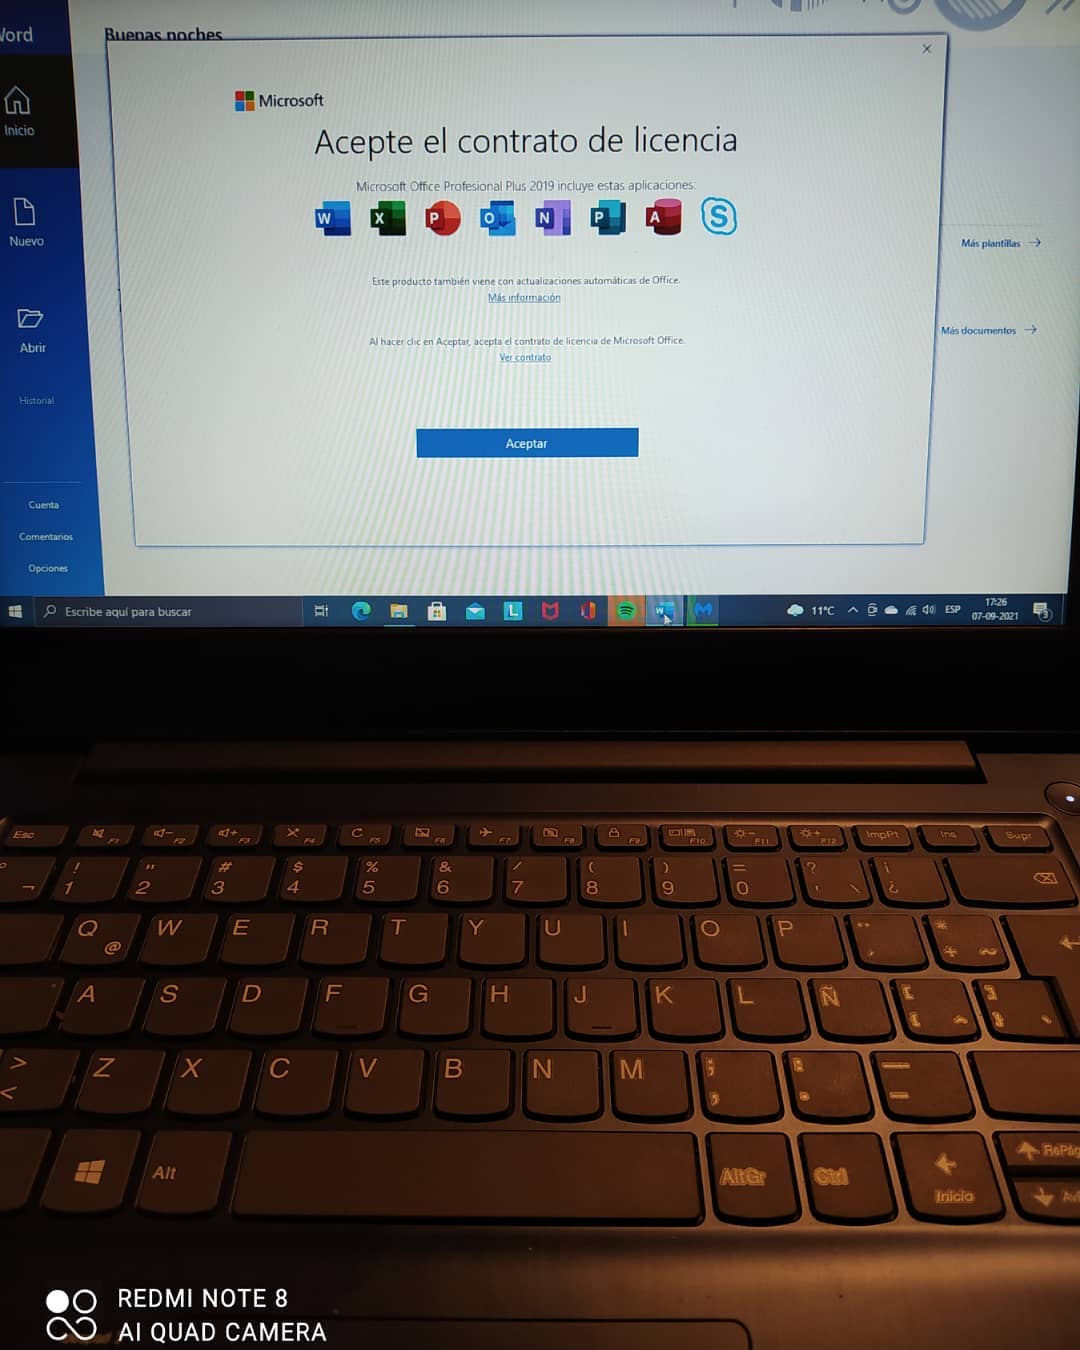 Word
Buenas noches
Inicio
Microsoft
Acepte el contrato de licencia
Microsoft Office Profesional Plus 2019 incluye estas aplicaciones:
W X P O N P A S
Nuevo
Más plantillas →
Este producto también viene con actualizaciones automáticas de Office.
Más información
Abrir
Más documentos →
Al hacer clic en Aceptar, acepta el contrato de licencia de Microsoft Office.
Ver contrato
Historial
Aceptar
Cuenta
Comentarios
Opciones
Escribe aquí para buscar
L
W
11°C
ESP
17:26
07-09-2021
3
Esc F1 F2 F3 F4 F5 F6 F7 F8 F9 F10 F11 F12 ImpPt Ins Supr
! " # $ % & / ( ) = ? ¡
¬ 1 2 3 4 5 6 7 8 9 0 ' \ ¿
Q W E R T Y U I O P ¨ *
@ ´ + ~
A S D F G H J K L Ñ [ ]
{ ^ } `
> Z X C V B N M ; : _
< , . -
Alt AltGr Ctrl Inicio RePág
REDMI NOTE 8
AI QUAD CAMERA